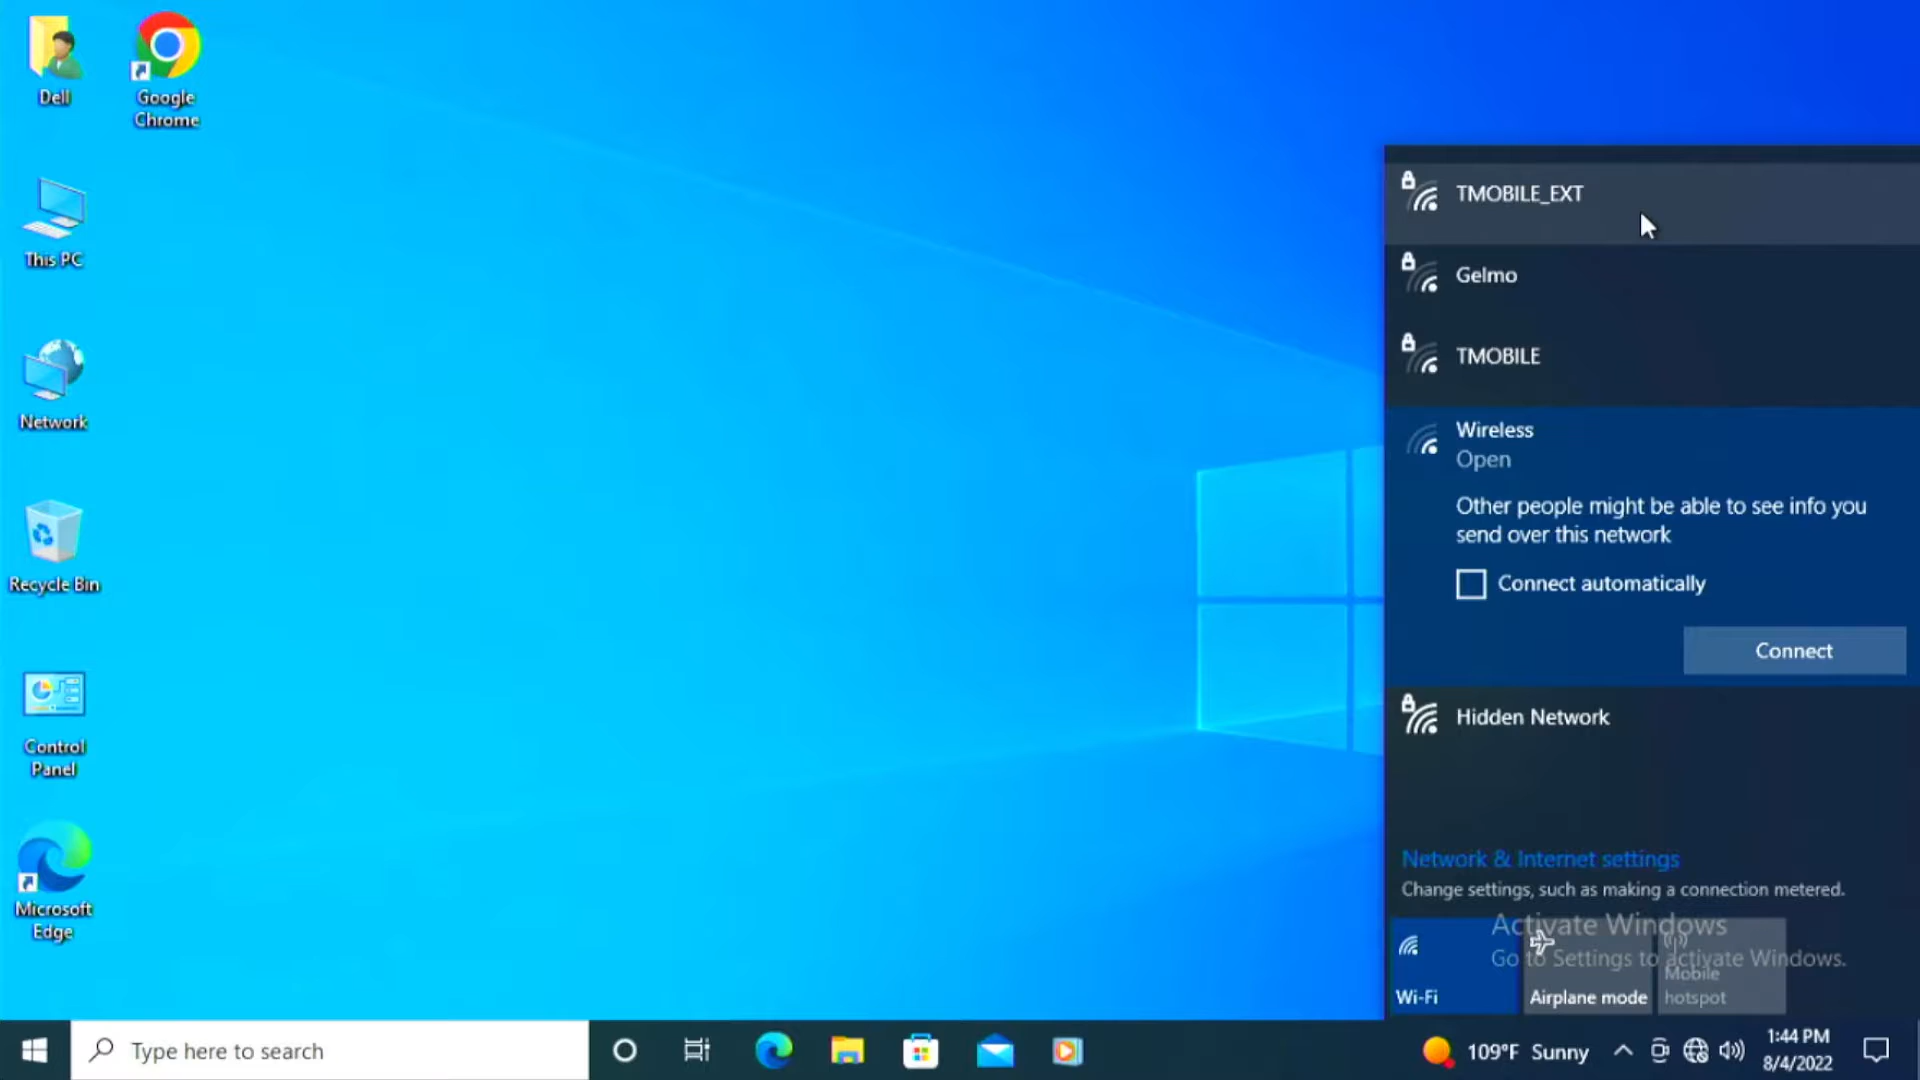 Dell
Google
Chrome
This PC
Network
Recycle Bin
Control
Panel
Microsoft
Edge
TMOBILE_EXT
Gelmo
TMOBILE
Wireless
Open
Other people might be able to see info you
send over this network
Connect automatically
Connect
Hidden Network
Network & Internet settings
Change settings, such as making a connection metered.
Activate Windows
Go to Settings to activate Windows.
Wi-Fi
Airplane mode
Mobile
hotspot
Type here to search
109°F Sunny
1:44 PM
8/4/2022